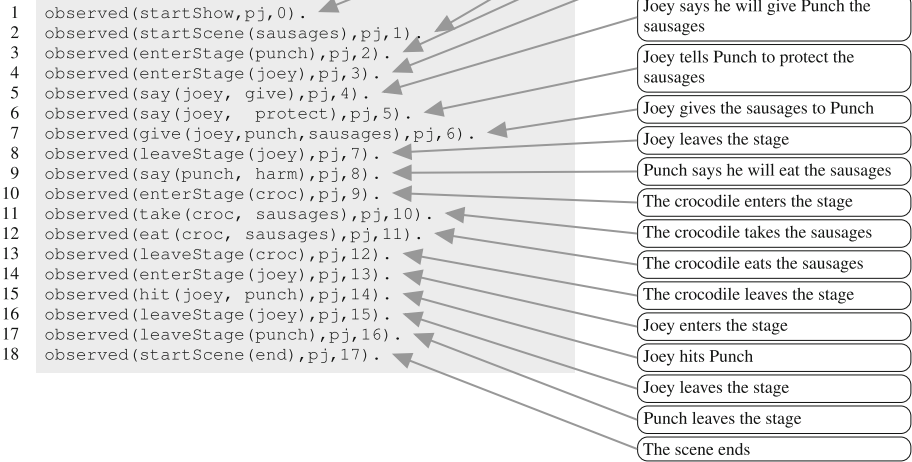 1 observed(startShow,pj,0).
2 observed(startScene(sausages),pj,1).
3 observed(enterStage(punch),pj,2).
4 observed(enterStage(joey),pj,3).
5 observed(say(joey, give),pj,4).
6 observed(say(joey, protect),pj,5).
7 observed(give(joey,punch,sausages),pj,6).
8 observed(leaveStage(joey),pj,7).
9 observed(say(punch, harm),pj,8).
10 observed(enterStage(croc),pj,9).
11 observed(take(croc, sausages),pj,10).
12 observed(eat(croc, sausages),pj,11).
13 observed(leaveStage(croc),pj,12).
14 observed(enterStage(joey),pj,13).
15 observed(hit(joey, punch),pj,14).
16 observed(leaveStage(joey),pj,15).
17 observed(leaveStage(punch),pj,16).
18 observed(startScene(end),pj,17).
Joey says he will give Punch the
sausages
Joey tells Punch to protect the
sausages
Joey gives the sausages to Punch
Joey leaves the stage
Punch says he will eat the sausages
The crocodile enters the stage
The crocodile takes the sausages
The crocodile eats the sausages
The crocodile leaves the stage
Joey enters the stage
Joey hits Punch
Joey leaves the stage
Punch leaves the stage
The scene ends